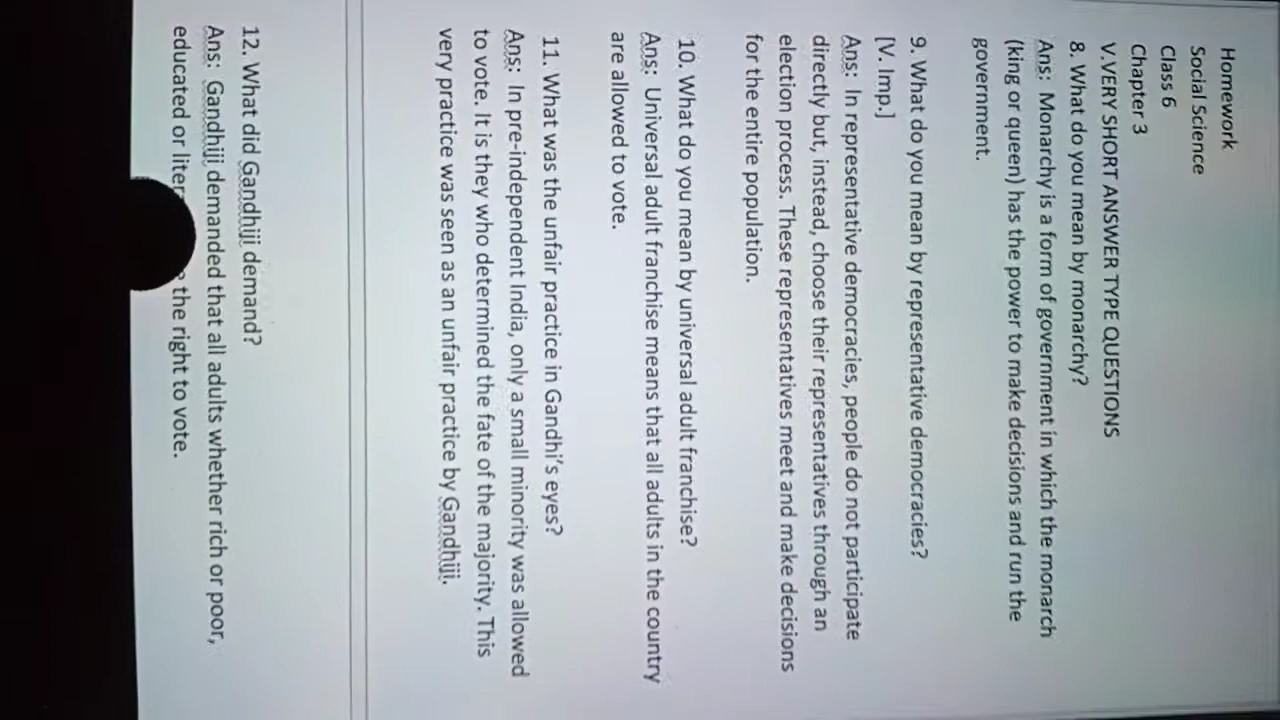 Homework
Social Science
Class 6
Chapter 3
V.VERY SHORT ANSWER TYPE QUESTIONS
8. What do you mean by monarchy?
Ans: Monarchy is a form of government in which the monarch
(king or queen) has the power to make decisions and run the
government.
9. What do you mean by representative democracies?
[V. Imp.]
Ans: In representative democracies, people do not participate
directly but, instead, choose their representatives through an
election process. These representatives meet and make decisions
for the entire population.
10. What do you mean by universal adult franchise?
Ans: Universal adult franchise means that all adults in the country
are allowed to vote.
11. What was the unfair practice in Gandhi's eyes?
Ans: In pre-independent India, only a small minority was allowed
to vote. It is they who determined the fate of the majority. This
very practice was seen as an unfair practice by Gandhiji.
12. What did Gandhiji demand?
Ans: Gandhiji demanded that all adults whether rich or poor,
educated or the right to vote.